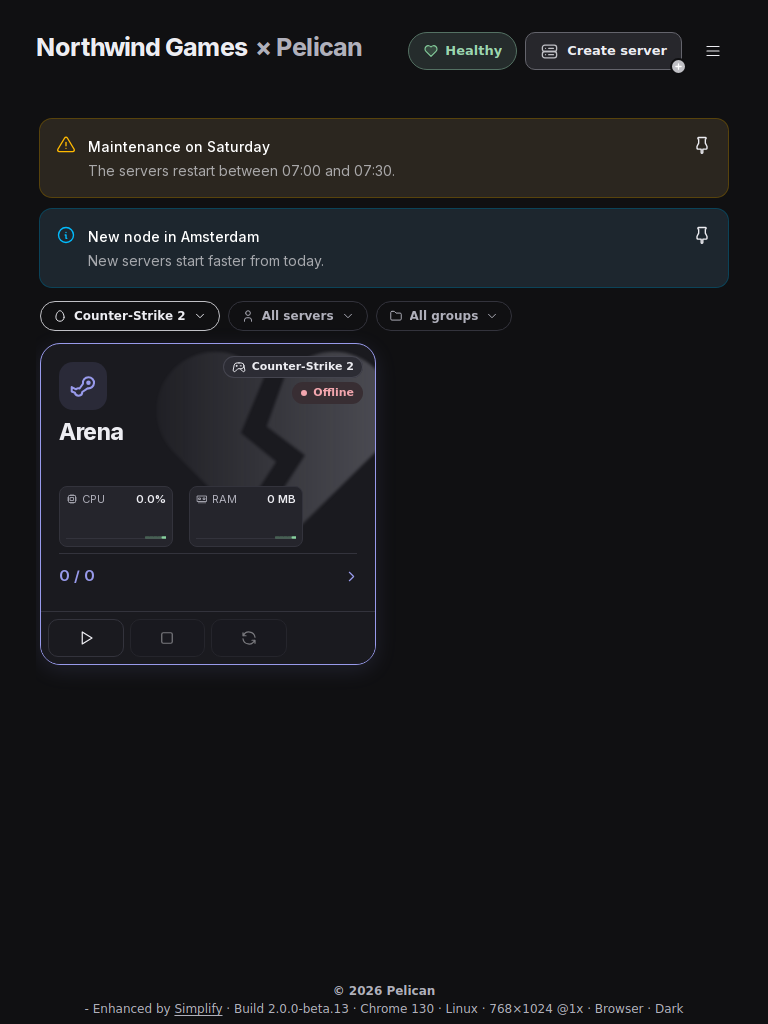 Northwind Games × Pelican
Healthy
Create server
Maintenance on Saturday
The servers restart between 07:00 and 07:30.
New node in Amsterdam
New servers start faster from today.
Counter-Strike 2
All servers
All groups
Counter-Strike 2
Offline
Arena
CPU 0.0%
RAM 0 MB
0 / 0
© 2026 Pelican
- Enhanced by Simplify · Build 2.0.0-beta.13 · Chrome 130 · Linux · 768×1024 @1x · Browser · Dark